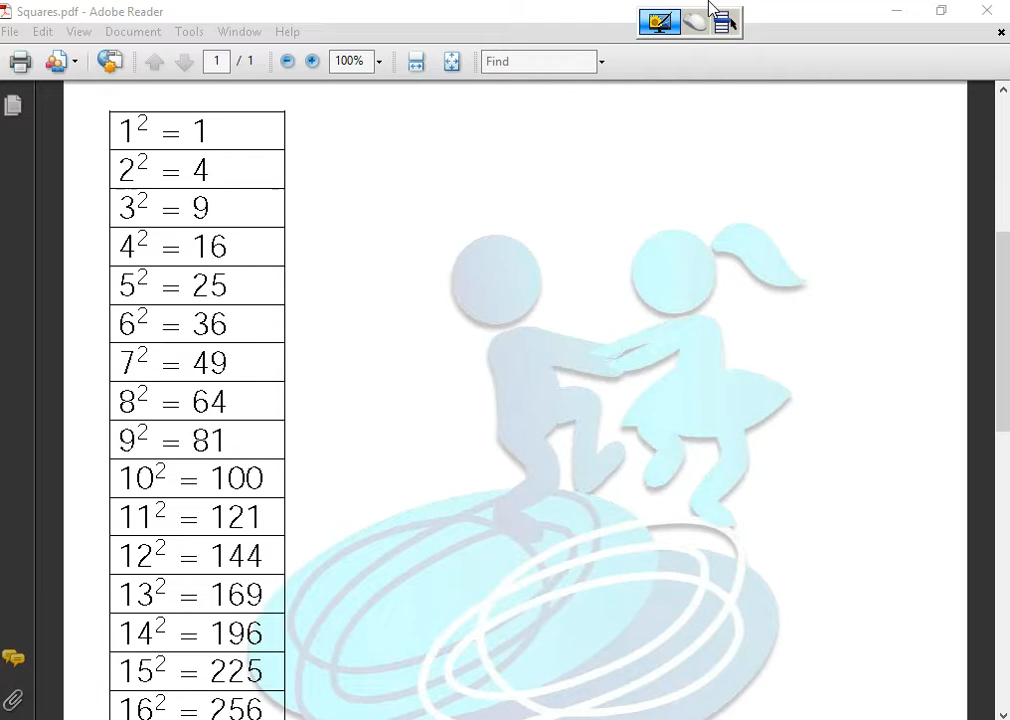 Squares.pdf - Adobe Reader
File Edit View Document Tools Window Help
1 / 1 100% Find
1² = 1
2² = 4
3² = 9
4² = 16
5² = 25
6² = 36
7² = 49
8² = 64
9² = 81
10² = 100
11² = 121
12² = 144
13² = 169
14² = 196
15² = 225
16² = 256